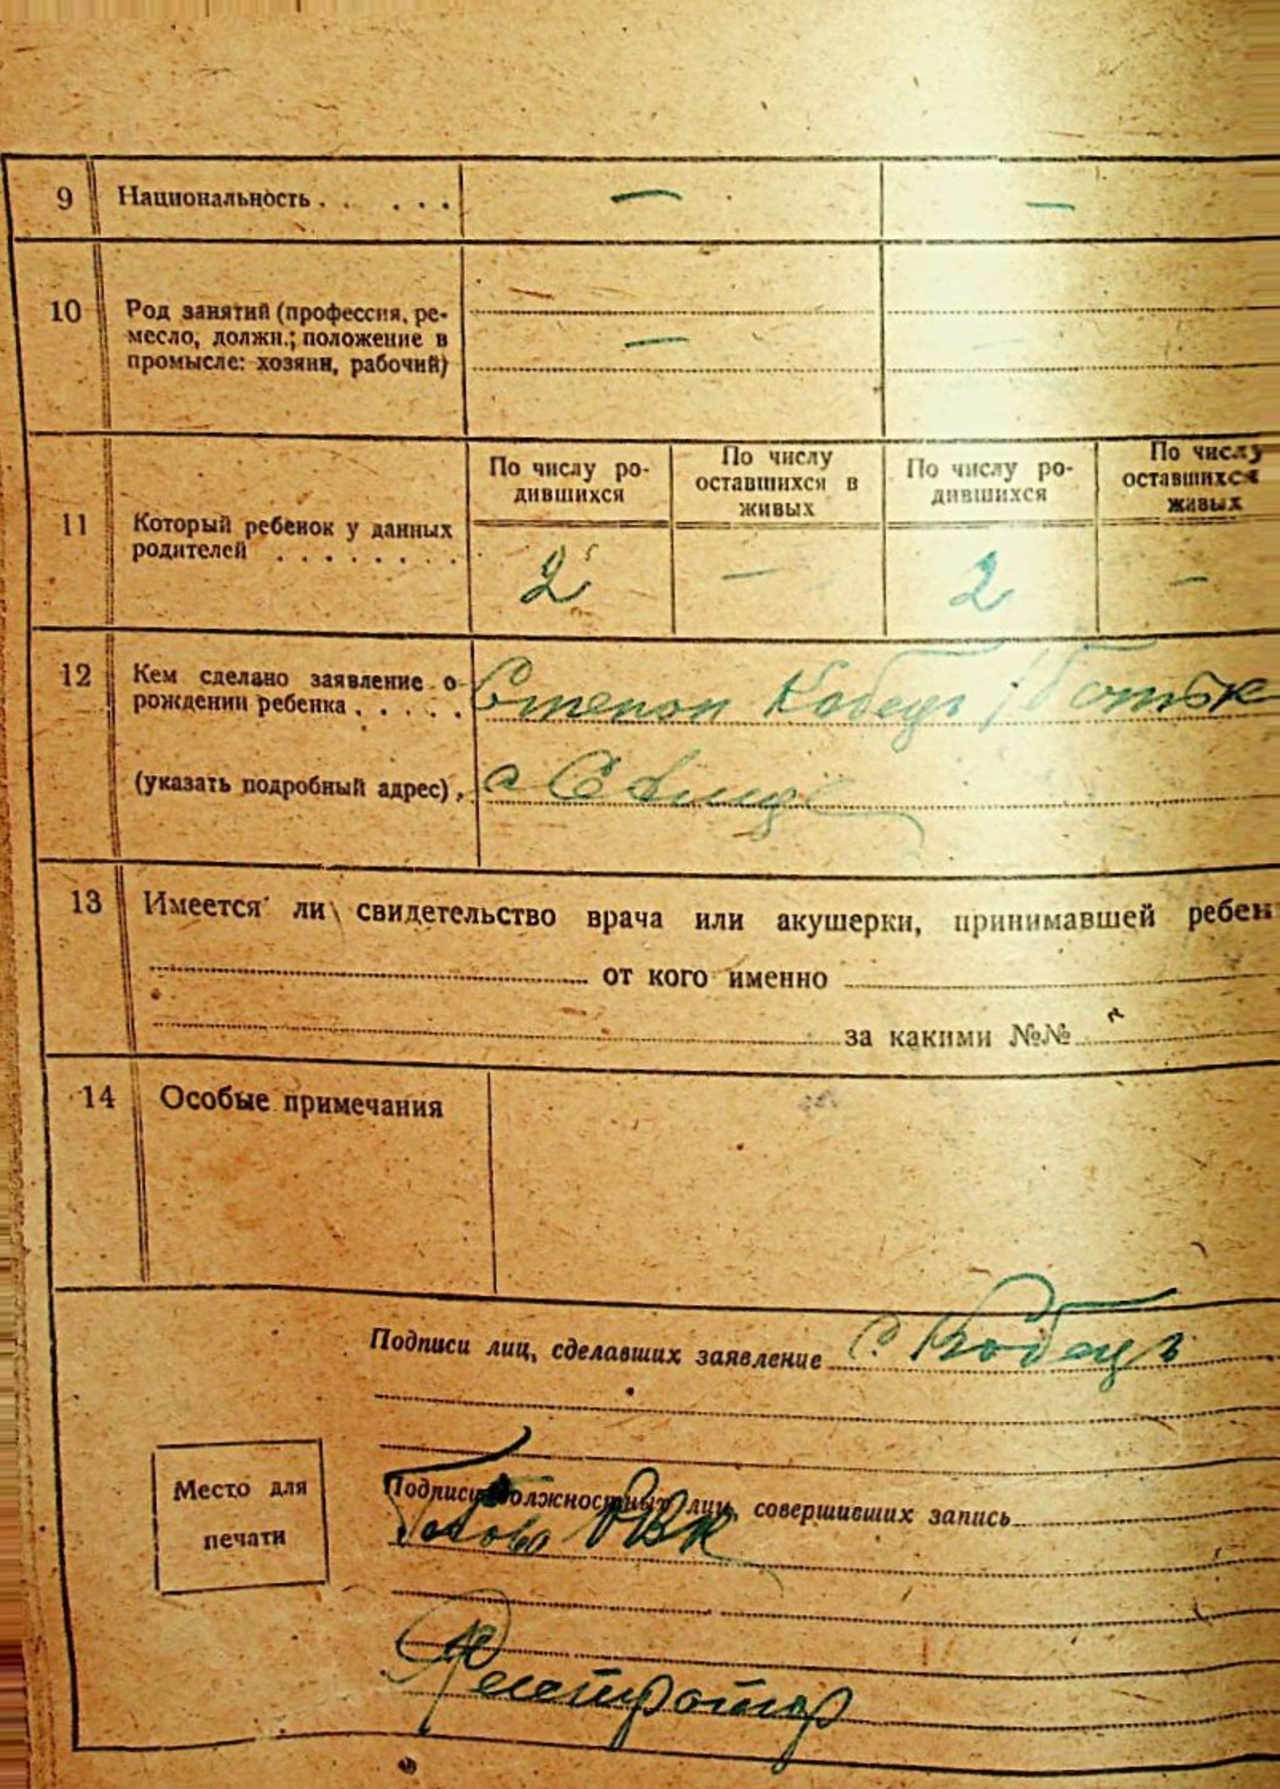 9 Национальность . . . . . — —
10 Род занятий (профессия, ре-
месло, должн.; положение в —
промысле: хозяин, рабочий)
По числу ро-
дившихся
По числу
оставшихся в
живых
По числу ро-
дившихся
По числу
оставшихся
живых
11 Который ребенок у данных
родителей . . . . . . . .
2 — 2 —
12 Кем сделано заявление о
рождении ребенка . . . . . Степан Кобець
(указать подробный адрес).
13 Имеется ли свидетельство врача или акушерки, принимавшей ребен
от кого именно
за какими №№
14 Особые примечания
Подписи лиц, сделавших заявление С Кобець
Место для
печати
Подписи должностных лиц, совершивших запись
Голова РВК